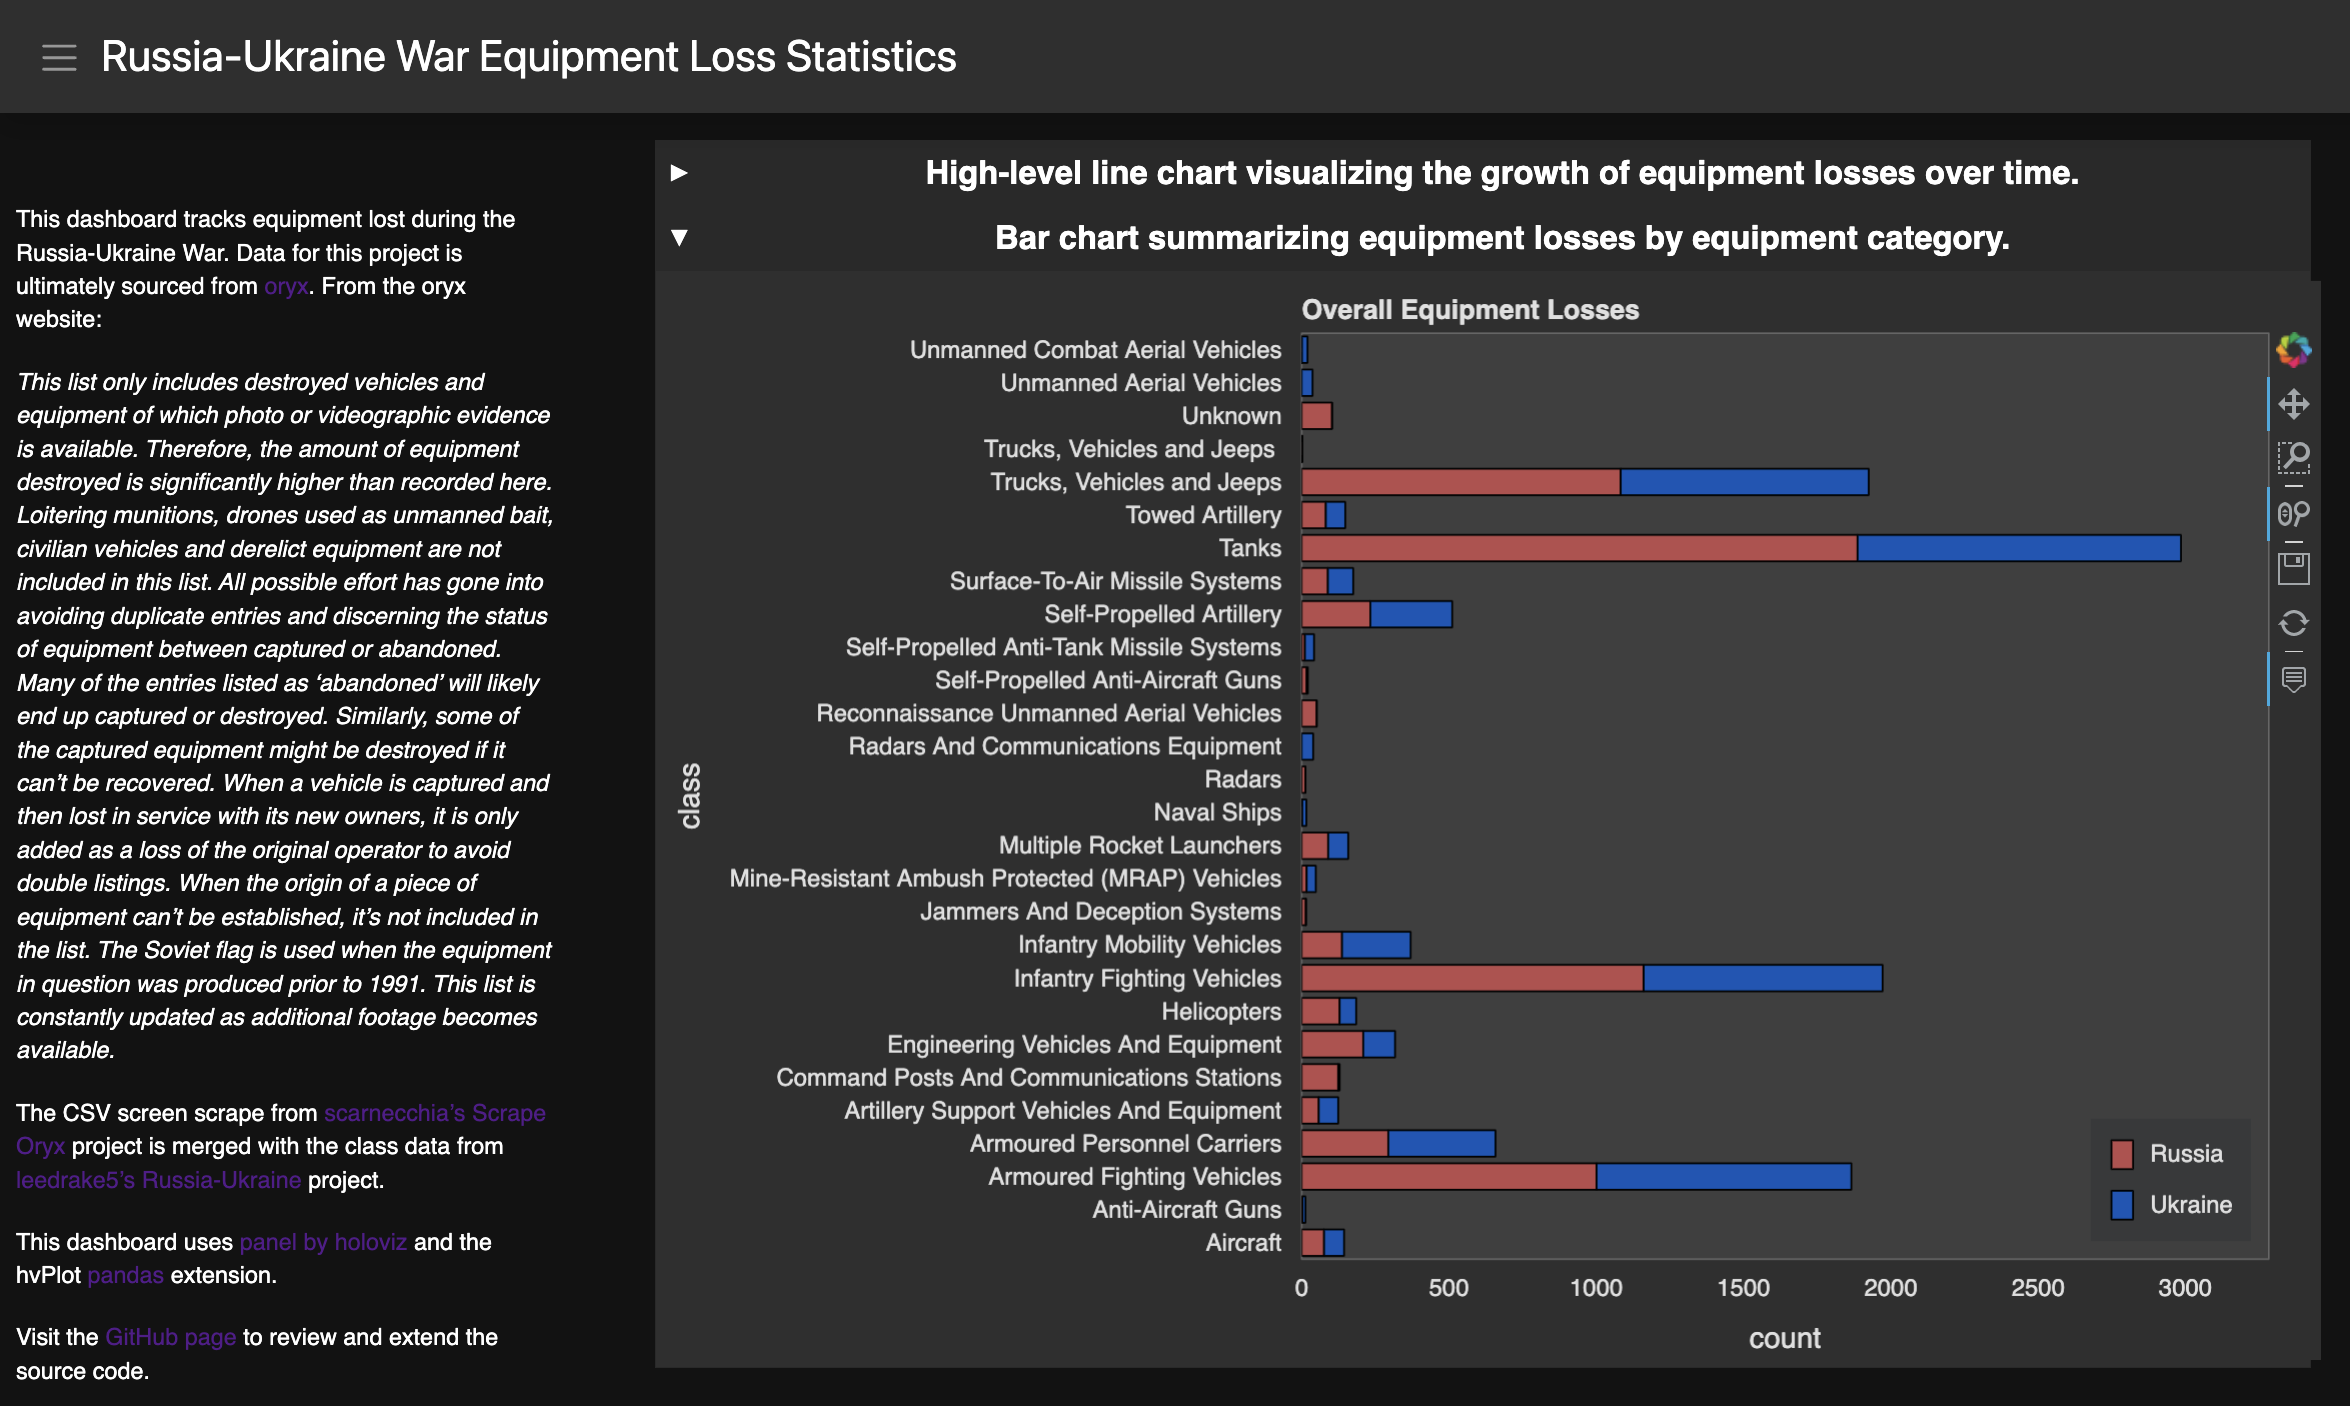 Russia-Ukraine War Equipment Loss Statistics
This dashboard tracks equipment lost during the
Russia-Ukraine War. Data for this project is
ultimately sourced from oryx. From the oryx
website:
This list only includes destroyed vehicles and
equipment of which photo or videographic evidence
is available. Therefore, the amount of equipment
destroyed is significantly higher than recorded here.
Loitering munitions, drones used as unmanned bait,
civilian vehicles and derelict equipment are not
included in this list. All possible effort has gone into
avoiding duplicate entries and discerning the status
of equipment between captured or abandoned.
Many of the entries listed as ‘abandoned’ will likely
end up captured or destroyed. Similarly, some of
the captured equipment might be destroyed if it
can’t be recovered. When a vehicle is captured and
then lost in service with its new owners, it is only
added as a loss of the original operator to avoid
double listings. When the origin of a piece of
equipment can’t be established, it’s not included in
the list. The Soviet flag is used when the equipment
in question was produced prior to 1991. This list is
constantly updated as additional footage becomes
available.
The CSV screen scrape from scarnecchia’s Scrape
Oryx project is merged with the class data from
leedrake5’s Russia-Ukraine project.
This dashboard uses panel by holoviz and the
hvPlot pandas extension.
Visit the GitHub page to review and extend the
source code.
High-level line chart visualizing the growth of equipment losses over time.
Bar chart summarizing equipment losses by equipment category.
Overall Equipment Losses
Unmanned Combat Aerial Vehicles
Unmanned Aerial Vehicles
Unknown
Trucks, Vehicles and Jeeps
Trucks, Vehicles and Jeeps
Towed Artillery
Tanks
Surface-To-Air Missile Systems
Self-Propelled Artillery
Self-Propelled Anti-Tank Missile Systems
Self-Propelled Anti-Aircraft Guns
Reconnaissance Unmanned Aerial Vehicles
Radars And Communications Equipment
Radars
Naval Ships
Multiple Rocket Launchers
Mine-Resistant Ambush Protected (MRAP) Vehicles
Jammers And Deception Systems
Infantry Mobility Vehicles
Infantry Fighting Vehicles
Helicopters
Engineering Vehicles And Equipment
Command Posts And Communications Stations
Artillery Support Vehicles And Equipment
Armoured Personnel Carriers
Armoured Fighting Vehicles
Anti-Aircraft Guns
Aircraft
class
0 500 1000 1500 2000 2500 3000
count
Russia
Ukraine